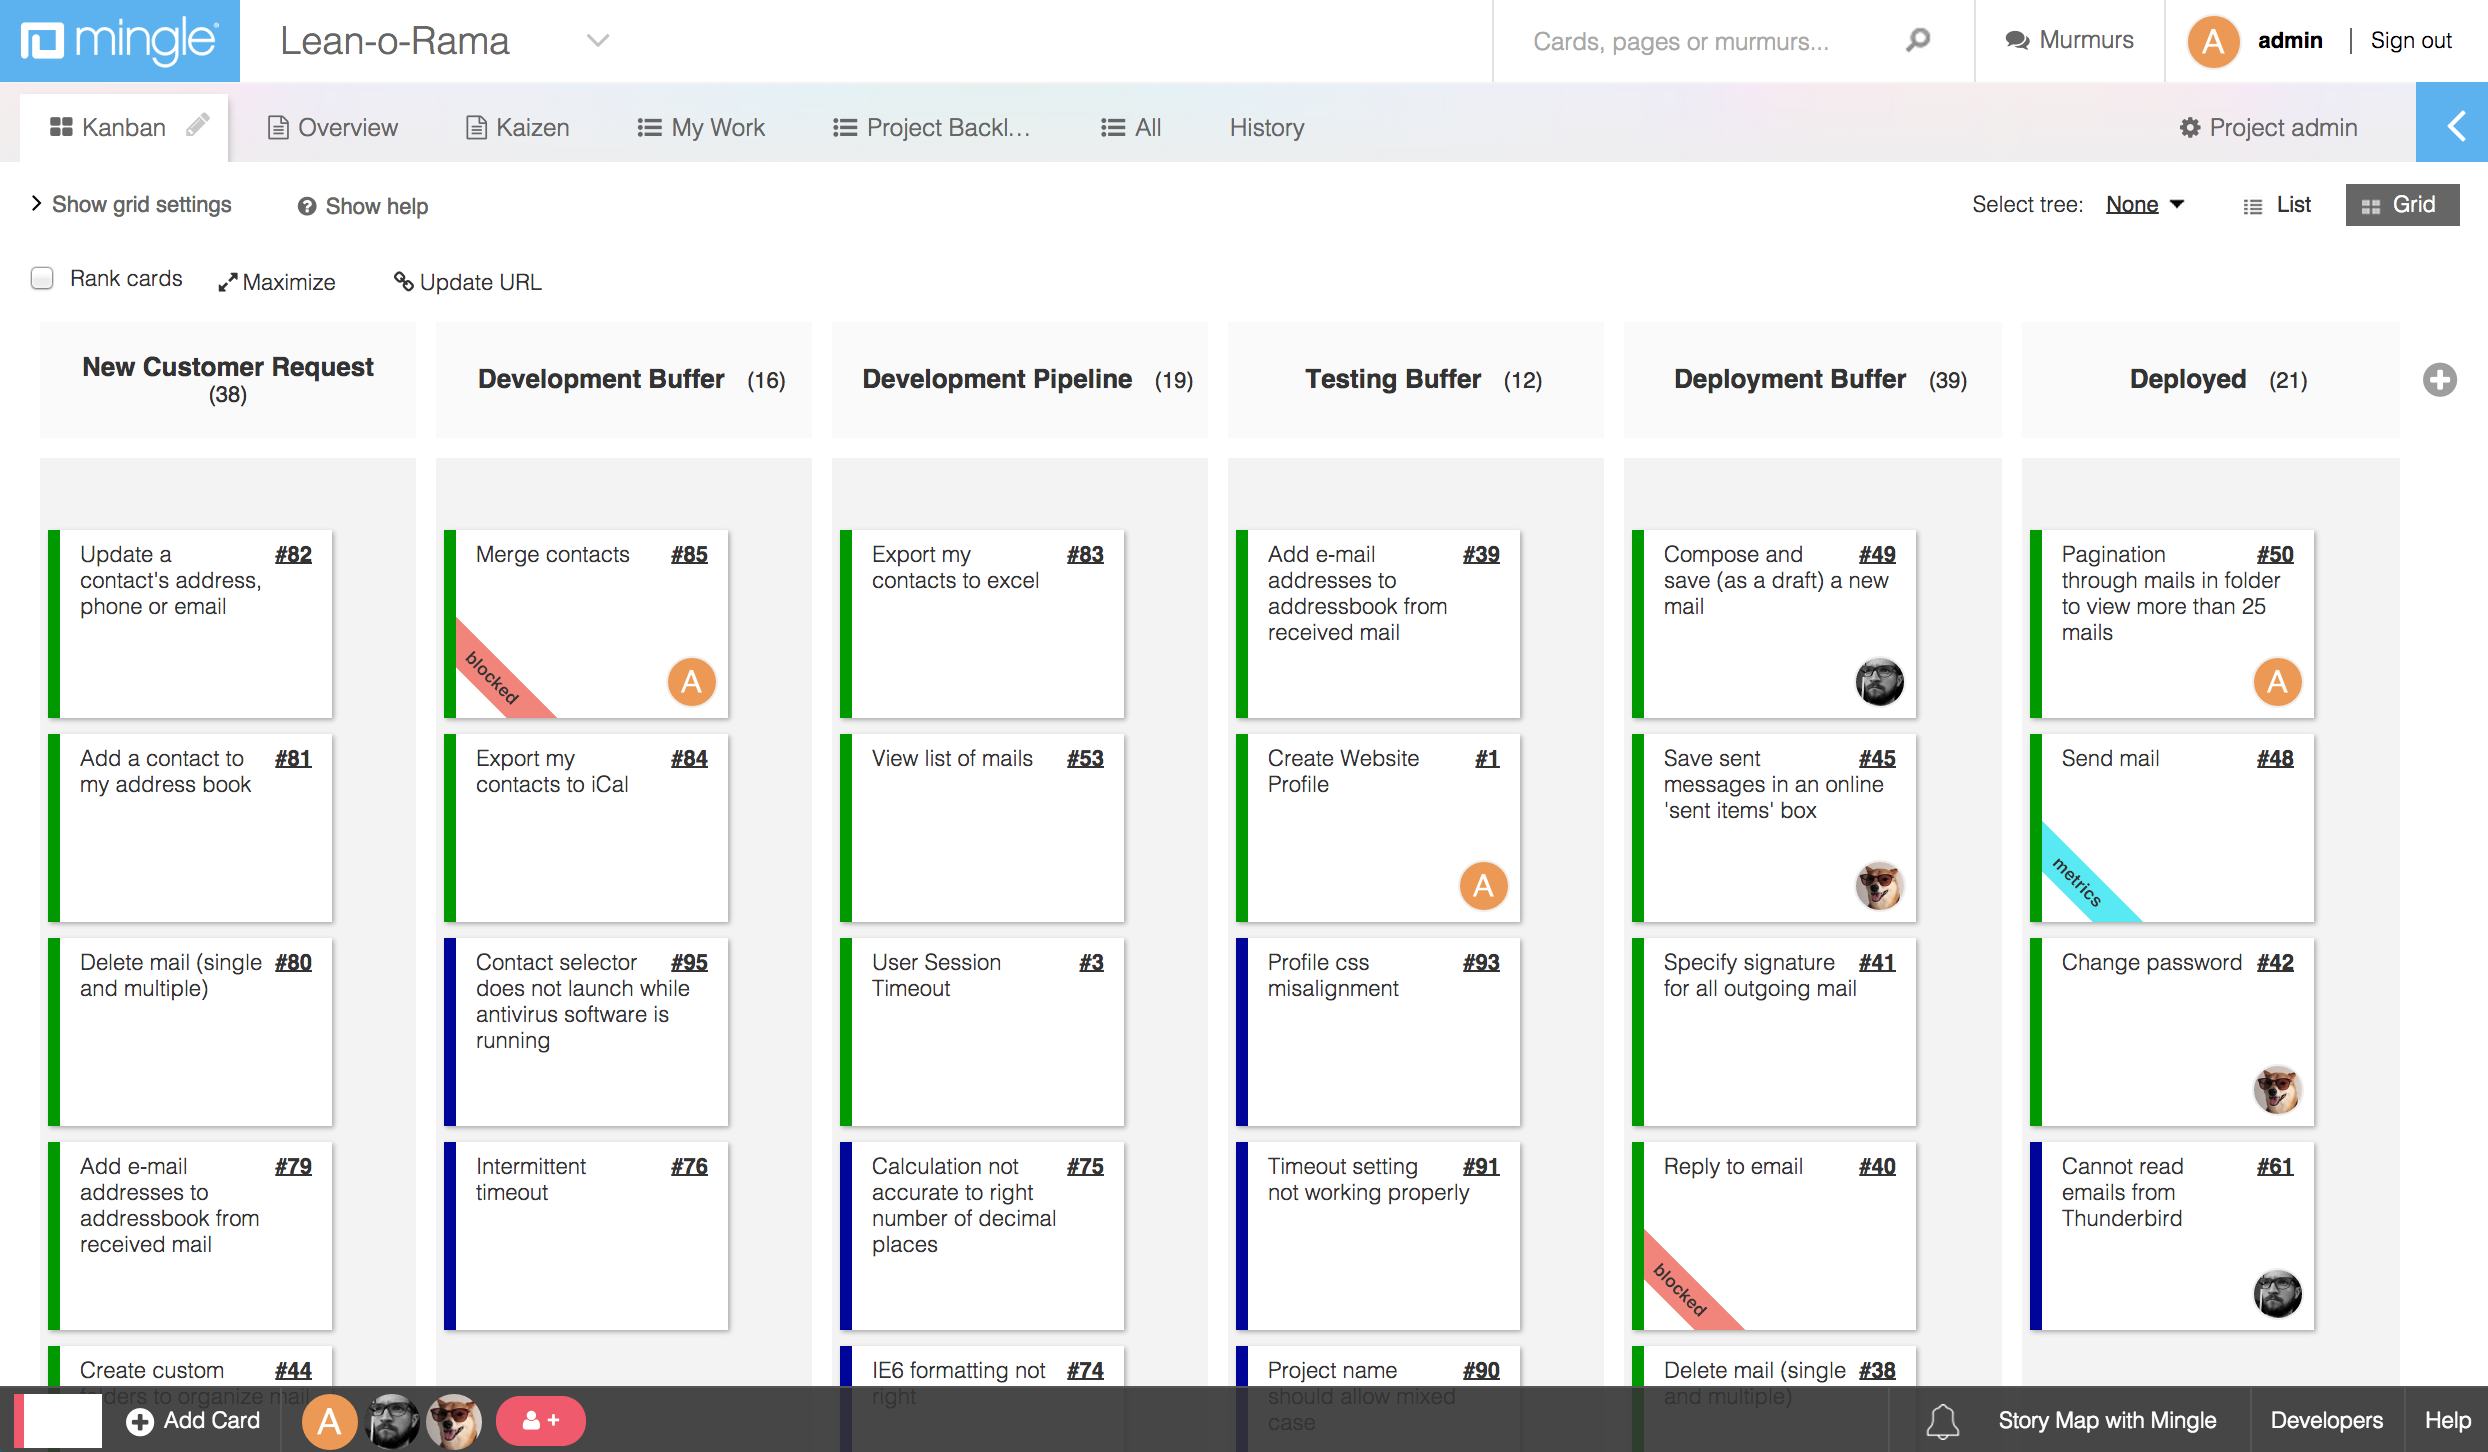 mingle
Lean-o-Rama
Cards, pages or murmurs...
Murmurs
A
admin
Sign out
Kanban
Overview
Kaizen
My Work
Project Backl...
All
History
Project admin
Show grid settings
Show help
Select tree: None
List
Grid
Rank cards
Maximize
Update URL
New Customer Request
(38)
Development Buffer (16)
Development Pipeline (19)
Testing Buffer (12)
Deployment Buffer (39)
Deployed (21)
Update a #82
contact's address,
phone or email
Add a contact to #81
my address book
Delete mail (single #80
and multiple)
Add e-mail #79
addresses to
addressbook from
received mail
Create custom #44
folders to organize mail
Merge contacts #85
blocked
A
Export my #84
contacts to iCal
Contact selector #95
does not launch while
antivirus software is
running
Intermittent #76
timeout
Export my #83
contacts to excel
View list of mails #53
User Session #3
Timeout
Calculation not #75
accurate to right
number of decimal
places
IE6 formatting not #74
right
Add e-mail #39
addresses to
addressbook from
received mail
Create Website #1
Profile
A
Profile css #93
misalignment
Timeout setting #91
not working properly
Project name #90
should allow mixed
case
Compose and #49
save (as a draft) a new
mail
Save sent #45
messages in an online
'sent items' box
Specify signature #41
for all outgoing mail
Reply to email #40
blocked
Delete mail (single #38
and multiple)
Pagination #50
through mails in folder
to view more than 25
mails
A
Send mail #48
metrics
Change password #42
Cannot read #61
emails from
Thunderbird
Add Card
A
+
Story Map with Mingle
Developers
Help